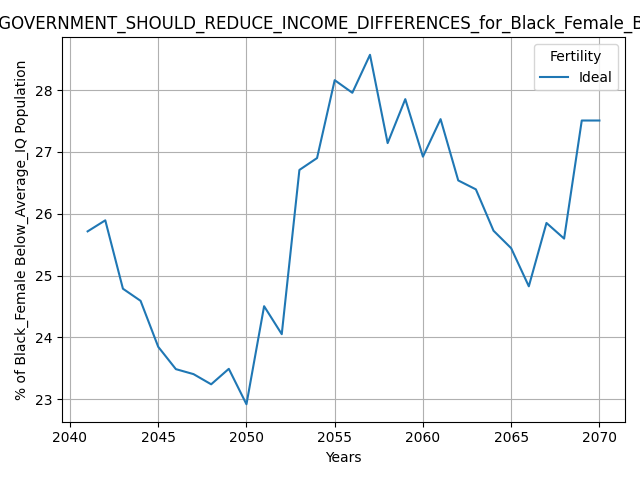 GOVERNMENT_SHOULD_REDUCE_INCOME_DIFFERENCES_for_Black_Female_B
Fertility
Ideal
% of Black_Female Below_Average_IQ Population
28
27
26
25
24
23
2040 2045 2050 2055 2060 2065 2070
Years